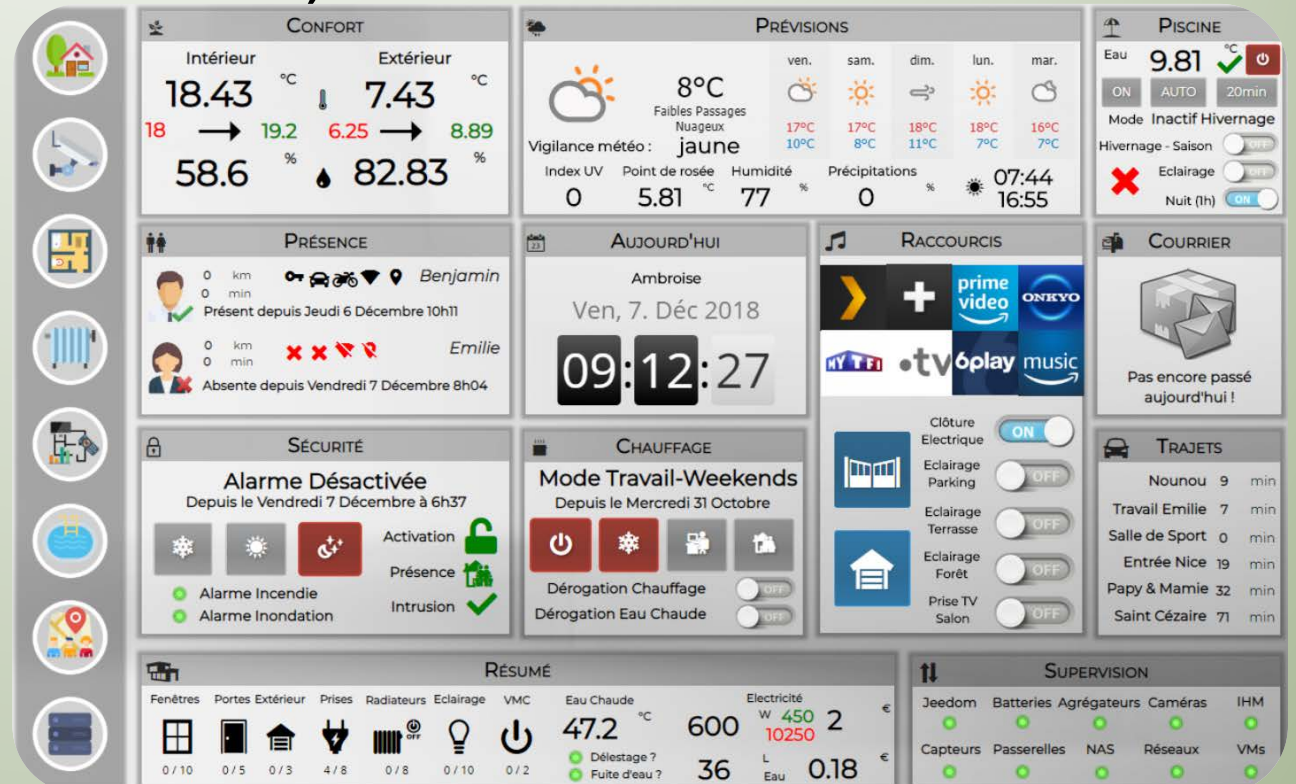 CONFORT
Intérieur Extérieur
18.43 °C 7.43 °C
18 19.2 6.25 8.89
58.6 % 82.83 %
PRÉVISIONS
8°C
Faibles Passages
Nuageux
Vigilance météo : jaune
ven. sam. dim. lun. mar.
17°C 17°C 18°C 18°C 16°C
10°C 8°C 11°C 7°C 7°C
Index UV Point de rosée Humidité Précipitations
0 5.81 °C 77 % 0 % 07:44
16:55
PISCINE
Eau 9.81 °C
ON AUTO 20min
Mode Inactif Hivernage
Hivernage - Saison OFF
Eclairage OFF
Nuit (1h) ON
PRÉSENCE
0 km Benjamin
0 min
Présent depuis Jeudi 6 Décembre 10h11
0 km Emilie
0 min
Absente depuis Vendredi 7 Décembre 8h04
23
AUJOURD'HUI
Ambroise
Ven, 7. Déc 2018
09:12:27
RACCOURCIS
prime
video
ONKYO
MY TF1
tv
6play
music
Clôture
Electrique ON
Eclairage
Parking OFF
Eclairage
Terrasse OFF
Eclairage
Forêt OFF
Prise TV
Salon OFF
COURRIER
Pas encore passé
aujourd'hui !
SÉCURITÉ
Alarme Désactivée
Depuis le Vendredi 7 Décembre à 6h37
Activation
Présence
Intrusion
Alarme Incendie
Alarme Inondation
CHAUFFAGE
Mode Travail-Weekends
Depuis le Mercredi 31 Octobre
Dérogation Chauffage OFF
Dérogation Eau Chaude OFF
TRAJETS
Nounou 9 min
Travail Emilie 7 min
Salle de Sport 0 min
Entrée Nice 19 min
Papy & Mamie 32 min
Saint Cézaire 71 min
RÉSUMÉ
Fenêtres Portes Extérieur Prises Radiateurs Eclairage VMC
OFF
0/10 0/5 0/3 4/8 0/8 0/10 0/2
Eau Chaude
47.2 °C
Délestage ?
Fuite d'eau ?
Electricité
600 W 450 2 €
10250
36 L 0.18 €
Eau
SUPERVISION
Jeedom Batteries Agrégateurs Caméras IHM
Capteurs Passerelles NAS Réseaux VMs